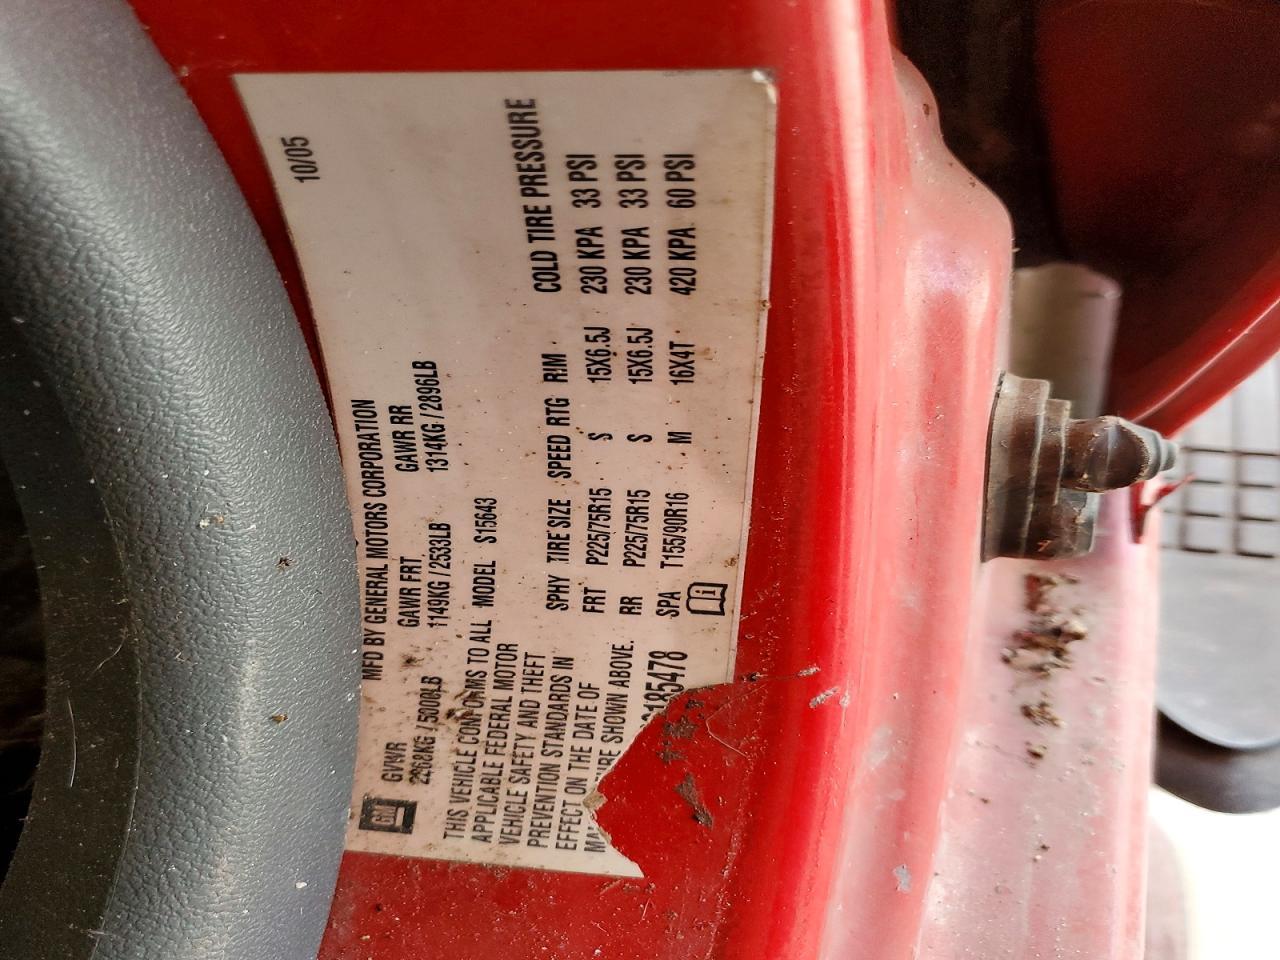 MFD BY GENERAL MOTORS CORPORATION 10/05
GM GVWR GAWR FRT GAWR RR
2268KG / 5000LB 1149KG / 2533LB 1314KG / 2896LB
THIS VEHICLE CONFORMS TO ALL MODEL S15643
APPLICABLE FEDERAL MOTOR
VEHICLE SAFETY AND THEFT
PREVENTION STANDARDS IN
EFFECT ON THE DATE OF
SHOWN ABOVE.
185478
SPHY TIRE SIZE SPEED RTG RIM COLD TIRE PRESSURE
FRT P225/75R15 S 15X6.5J 230 KPA 33 PSI
RR P225/75R15 S 15X6.5J 230 KPA 33 PSI
SPA T155/90R16 M 16X4T 420 KPA 60 PSI